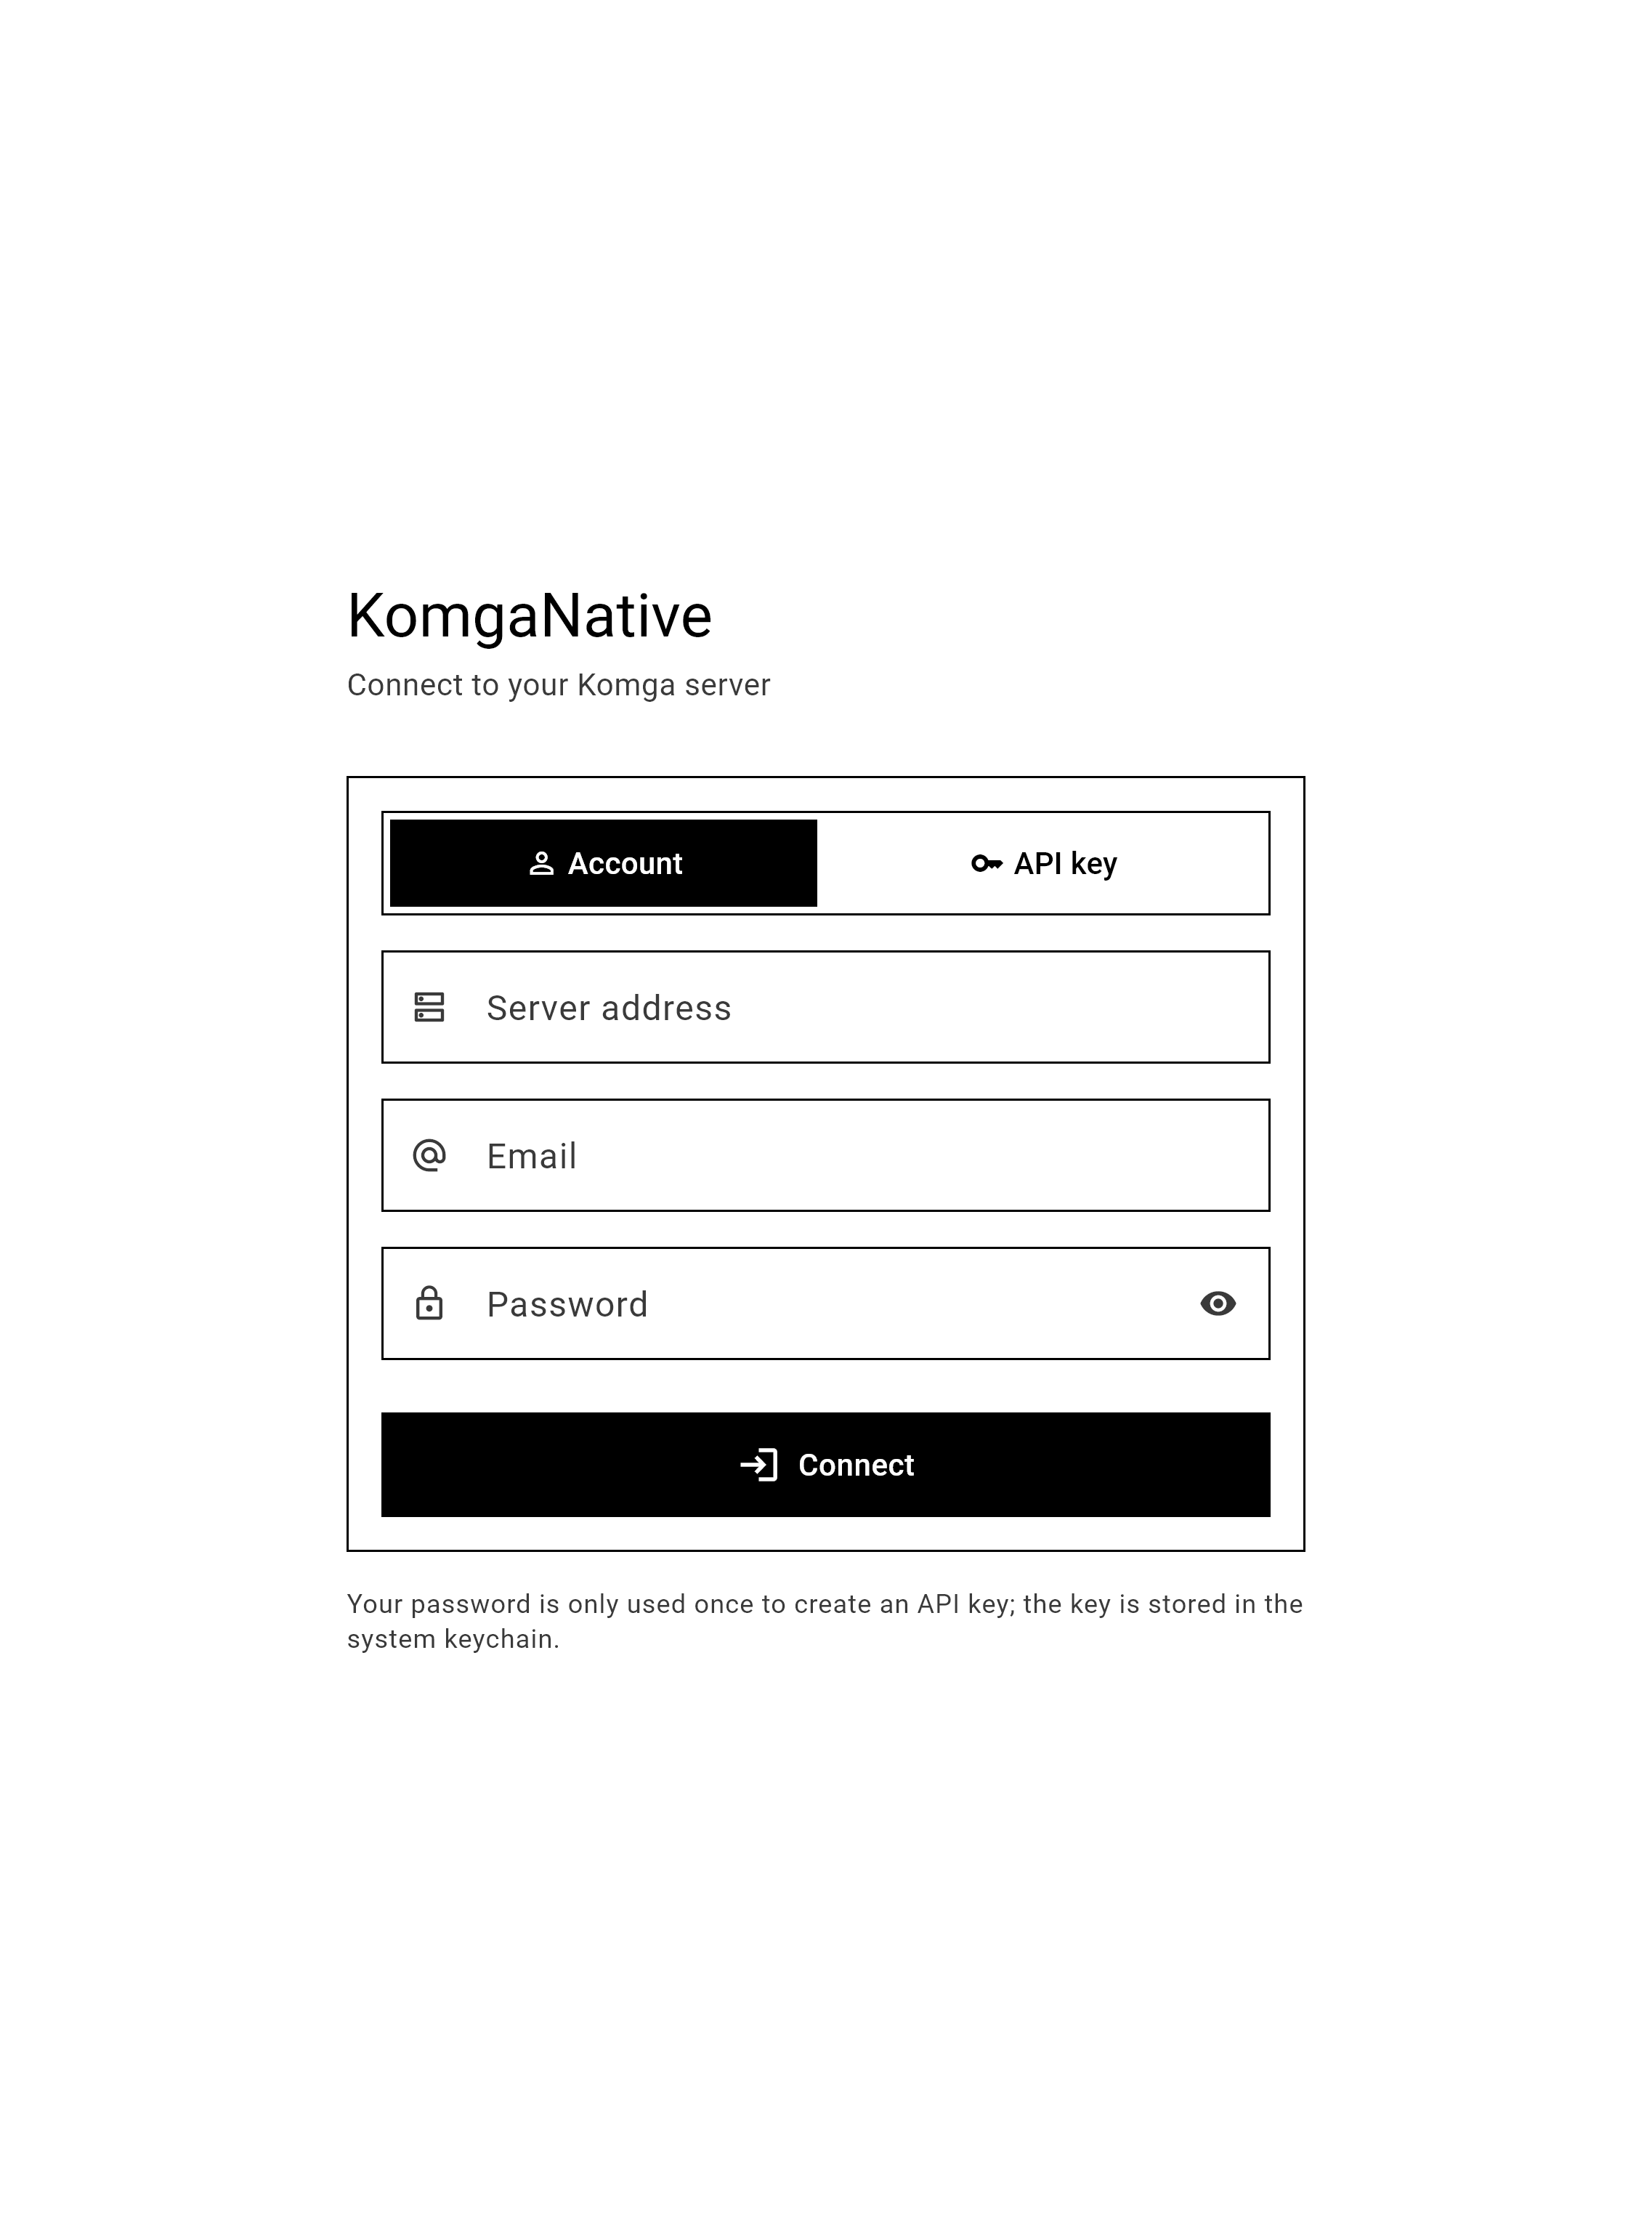 KomgaNative
Connect to your Komga server
Account
API key
Server address
Email
Password
Connect
Your password is only used once to create an API key; the key is stored in the
system keychain.